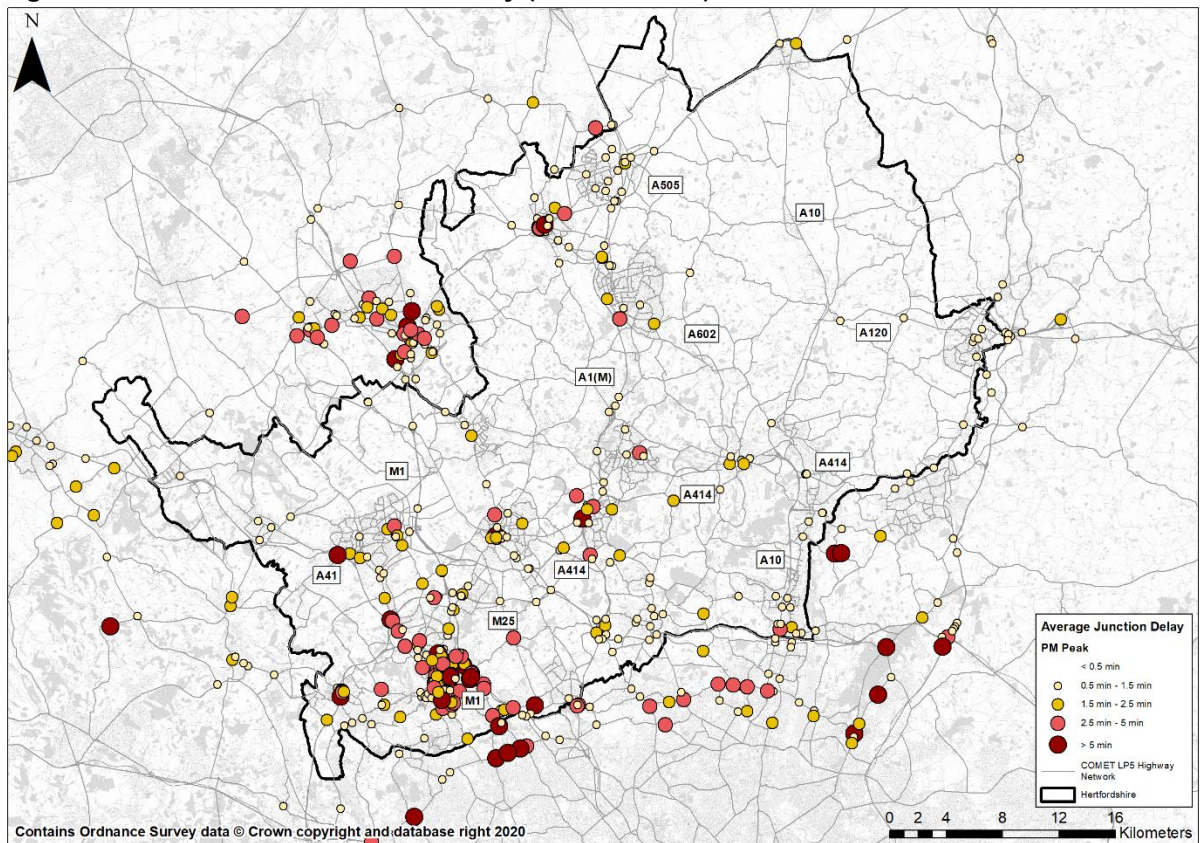 N
A505
A10
A602
A120
A1(M)
M1
A414
A414
A10
A41
A414
M25
M1
Average Junction Delay
PM Peak
< 0.5 min
0.5 min - 1.5 min
1.5 min - 2.5 min
2.5 min - 5 min
> 5 min
COMET LP5 Highway
Network
Hertfordshire
Contains Ordnance Survey data © Crown copyright and database right 2020
0 2 4 8 12 16
Kilometers